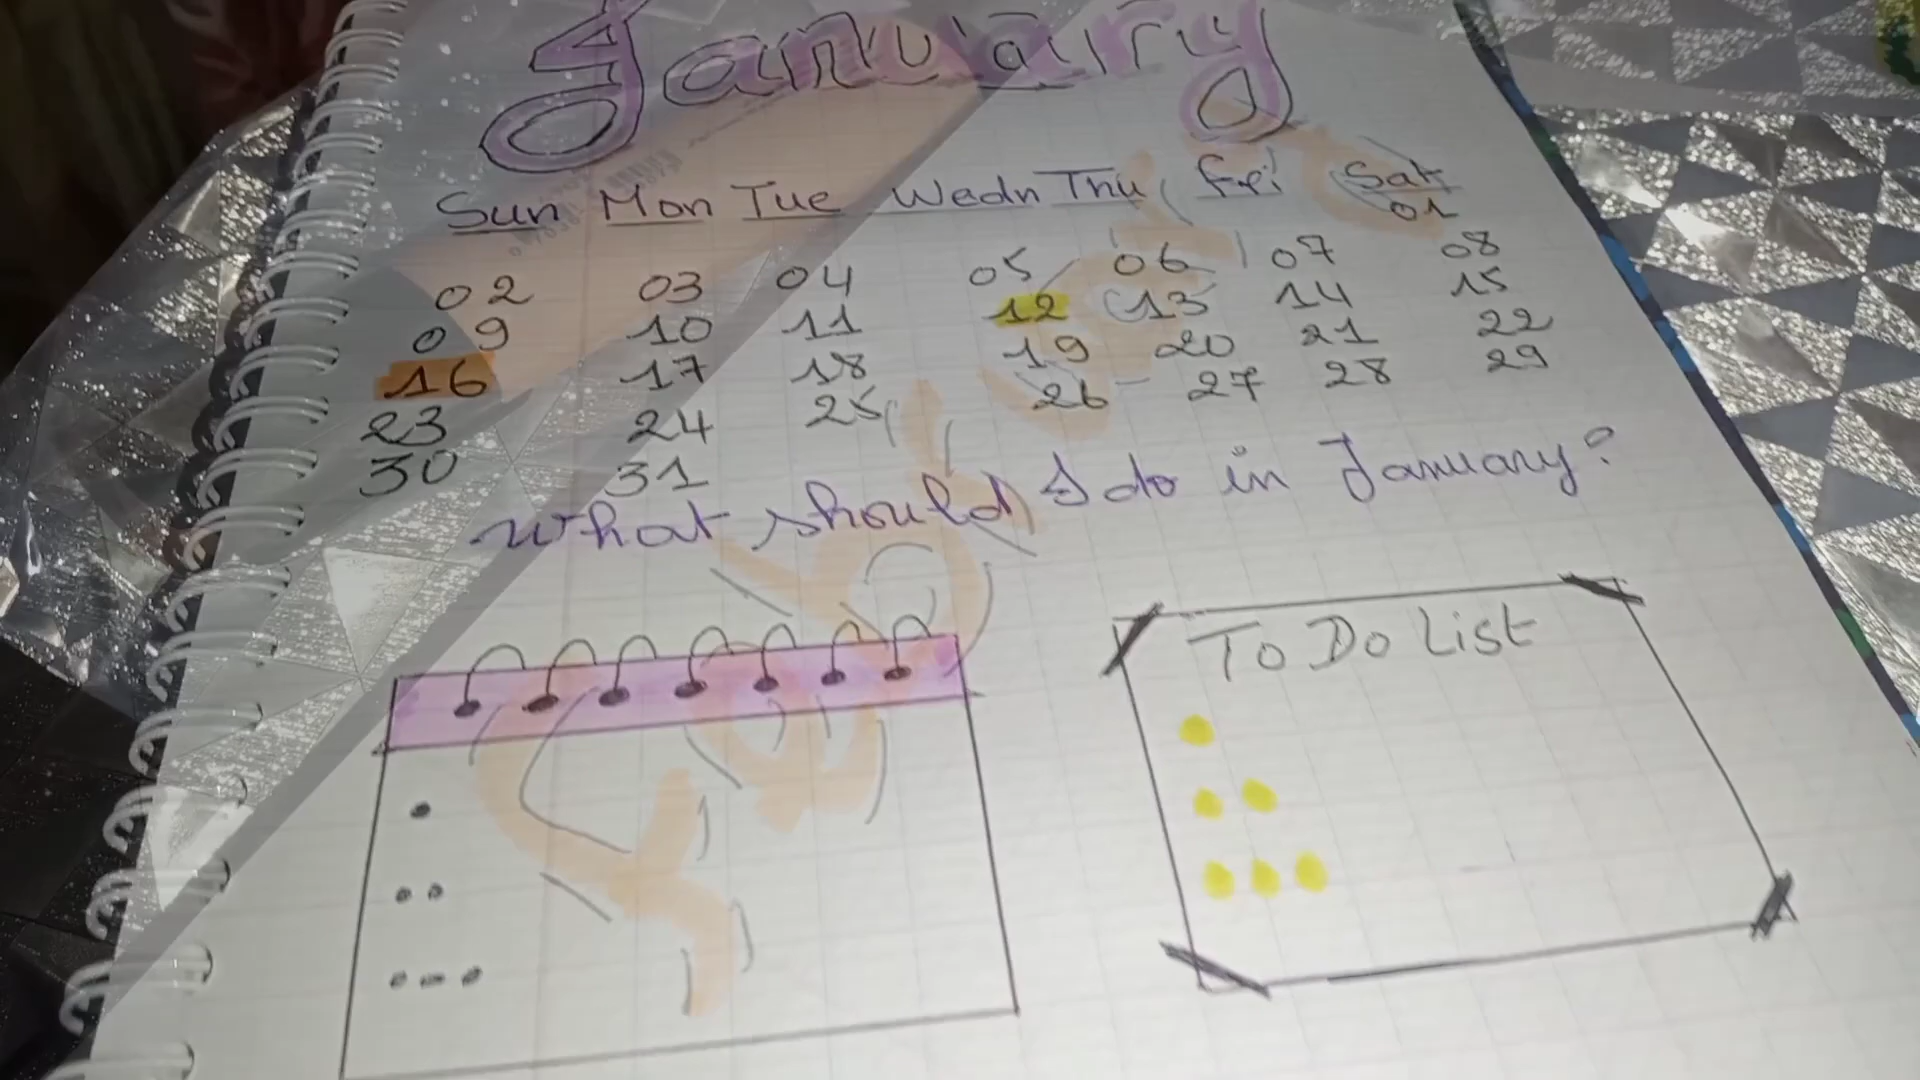 January
Sun Mon Tue Wedn Thu Fri Sat
01
02 03 04 05 06 07 08
09 10 11 12 13 14 15
16 17 18 19 20 21 22
23 24 25 26 27 28 29
30 31
What should I do in January?
To Do List